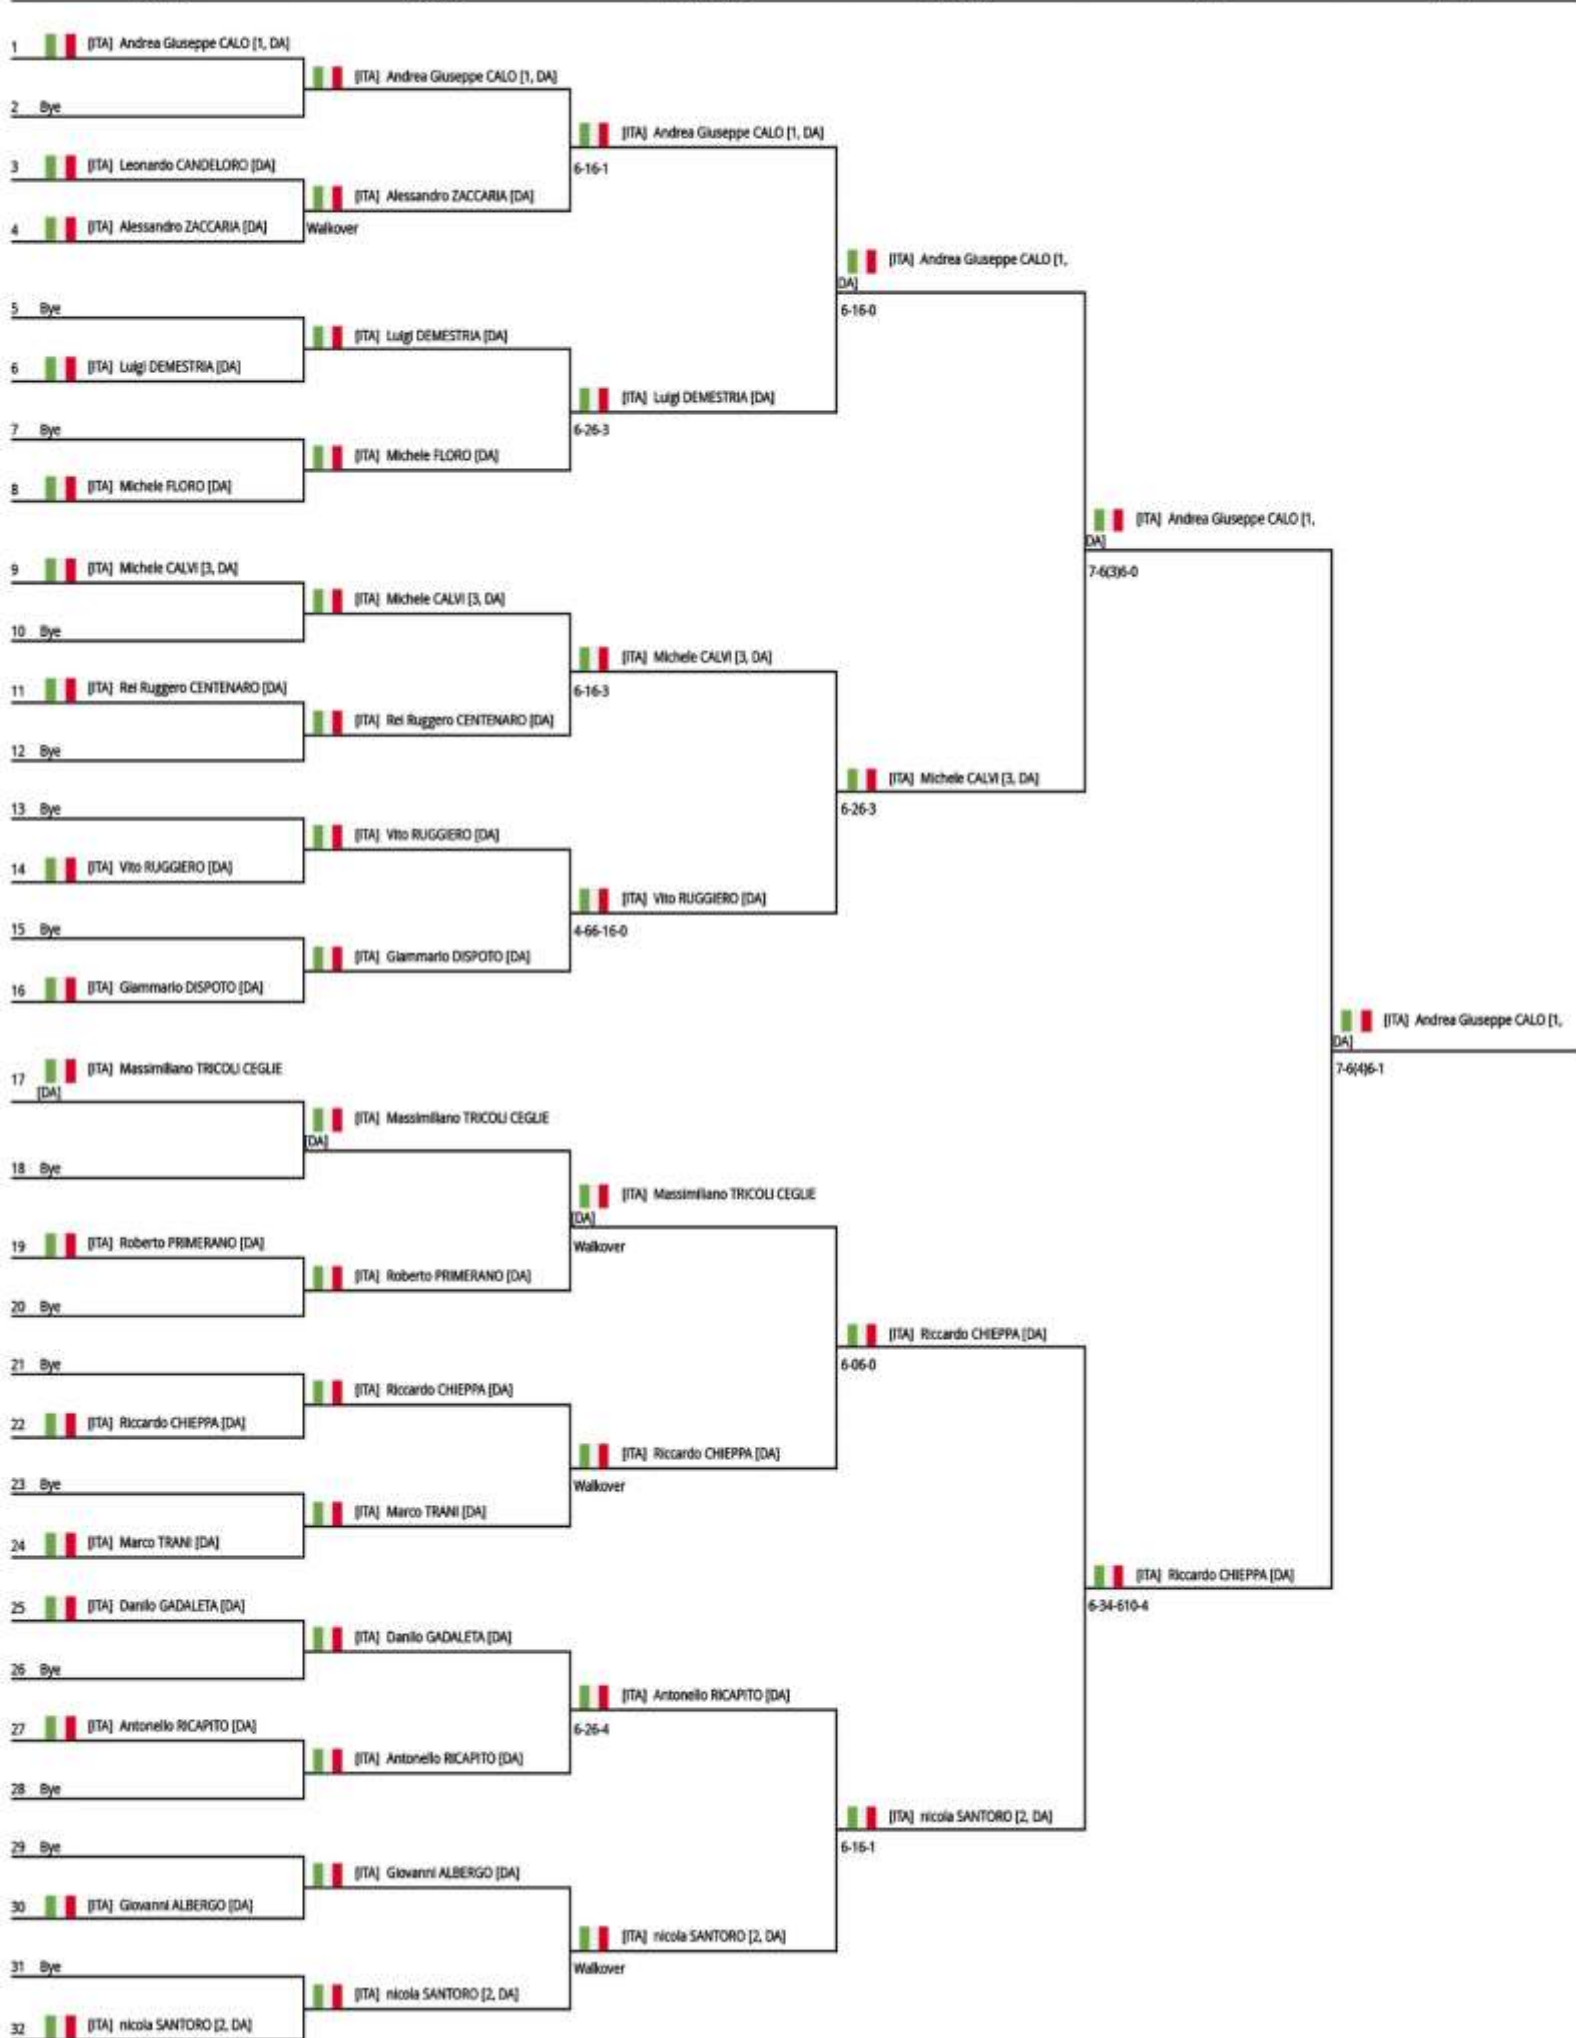 1 [ITA] Andrea Giuseppe CALO [1, DA]
[ITA] Andrea Giuseppe CALO [1, DA]
2 Bye
[ITA] Andrea Giuseppe CALO [1, DA]
3 [ITA] Leonardo CANDELORO [DA]
6-16-1
[ITA] Alessandro ZACCARIA [DA]
4 [ITA] Alessandro ZACCARIA [DA]
Walkover
[ITA] Andrea Giuseppe CALO [1,
DA]
5 Bye
6-16-0
[ITA] Luigi DEMESTRIA [DA]
6 [ITA] Luigi DEMESTRIA [DA]
[ITA] Luigi DEMESTRIA [DA]
7 Bye
6-26-3
[ITA] Michele FLORO [DA]
8 [ITA] Michele FLORO [DA]
[ITA] Andrea Giuseppe CALO [1,
DA]
9 [ITA] Michele CALVI [3, DA]
7-6(3)6-0
[ITA] Michele CALVI [3, DA]
10 Bye
[ITA] Michele CALVI [3, DA]
11 [ITA] Rei Ruggero CENTENARO [DA]
6-16-3
[ITA] Rei Ruggero CENTENARO [DA]
12 Bye
[ITA] Michele CALVI [3, DA]
13 Bye
6-26-3
[ITA] Vito RUGGIERO [DA]
14 [ITA] Vito RUGGIERO [DA]
[ITA] Vito RUGGIERO [DA]
15 Bye
4-66-16-0
[ITA] Giammario DISPOTO [DA]
16 [ITA] Giammario DISPOTO [DA]
[ITA] Andrea Giuseppe CALO [1,
DA]
7-6(4)6-1
17 [ITA] Massimiliano TRICOLI CEGLIE
[DA]
[ITA] Massimiliano TRICOLI CEGLIE
[DA]
18 Bye
[ITA] Massimiliano TRICOLI CEGLIE
[DA]
19 [ITA] Roberto PRIMERANO [DA]
Walkover
[ITA] Roberto PRIMERANO [DA]
20 Bye
[ITA] Riccardo CHIEPPA [DA]
21 Bye
6-06-0
[ITA] Riccardo CHIEPPA [DA]
22 [ITA] Riccardo CHIEPPA [DA]
[ITA] Riccardo CHIEPPA [DA]
23 Bye
Walkover
[ITA] Marco TRANI [DA]
24 [ITA] Marco TRANI [DA]
[ITA] Riccardo CHIEPPA [DA]
25 [ITA] Danilo GADALETA [DA]
6-34-610-4
[ITA] Danilo GADALETA [DA]
26 Bye
[ITA] Antonello RICAPITO [DA]
27 [ITA] Antonello RICAPITO [DA]
6-26-4
[ITA] Antonello RICAPITO [DA]
28 Bye
[ITA] nicola SANTORO [2, DA]
29 Bye
6-16-1
[ITA] Giovanni ALBERGO [DA]
30 [ITA] Giovanni ALBERGO [DA]
[ITA] nicola SANTORO [2, DA]
31 Bye
Walkover
[ITA] nicola SANTORO [2, DA]
32 [ITA] nicola SANTORO [2, DA]